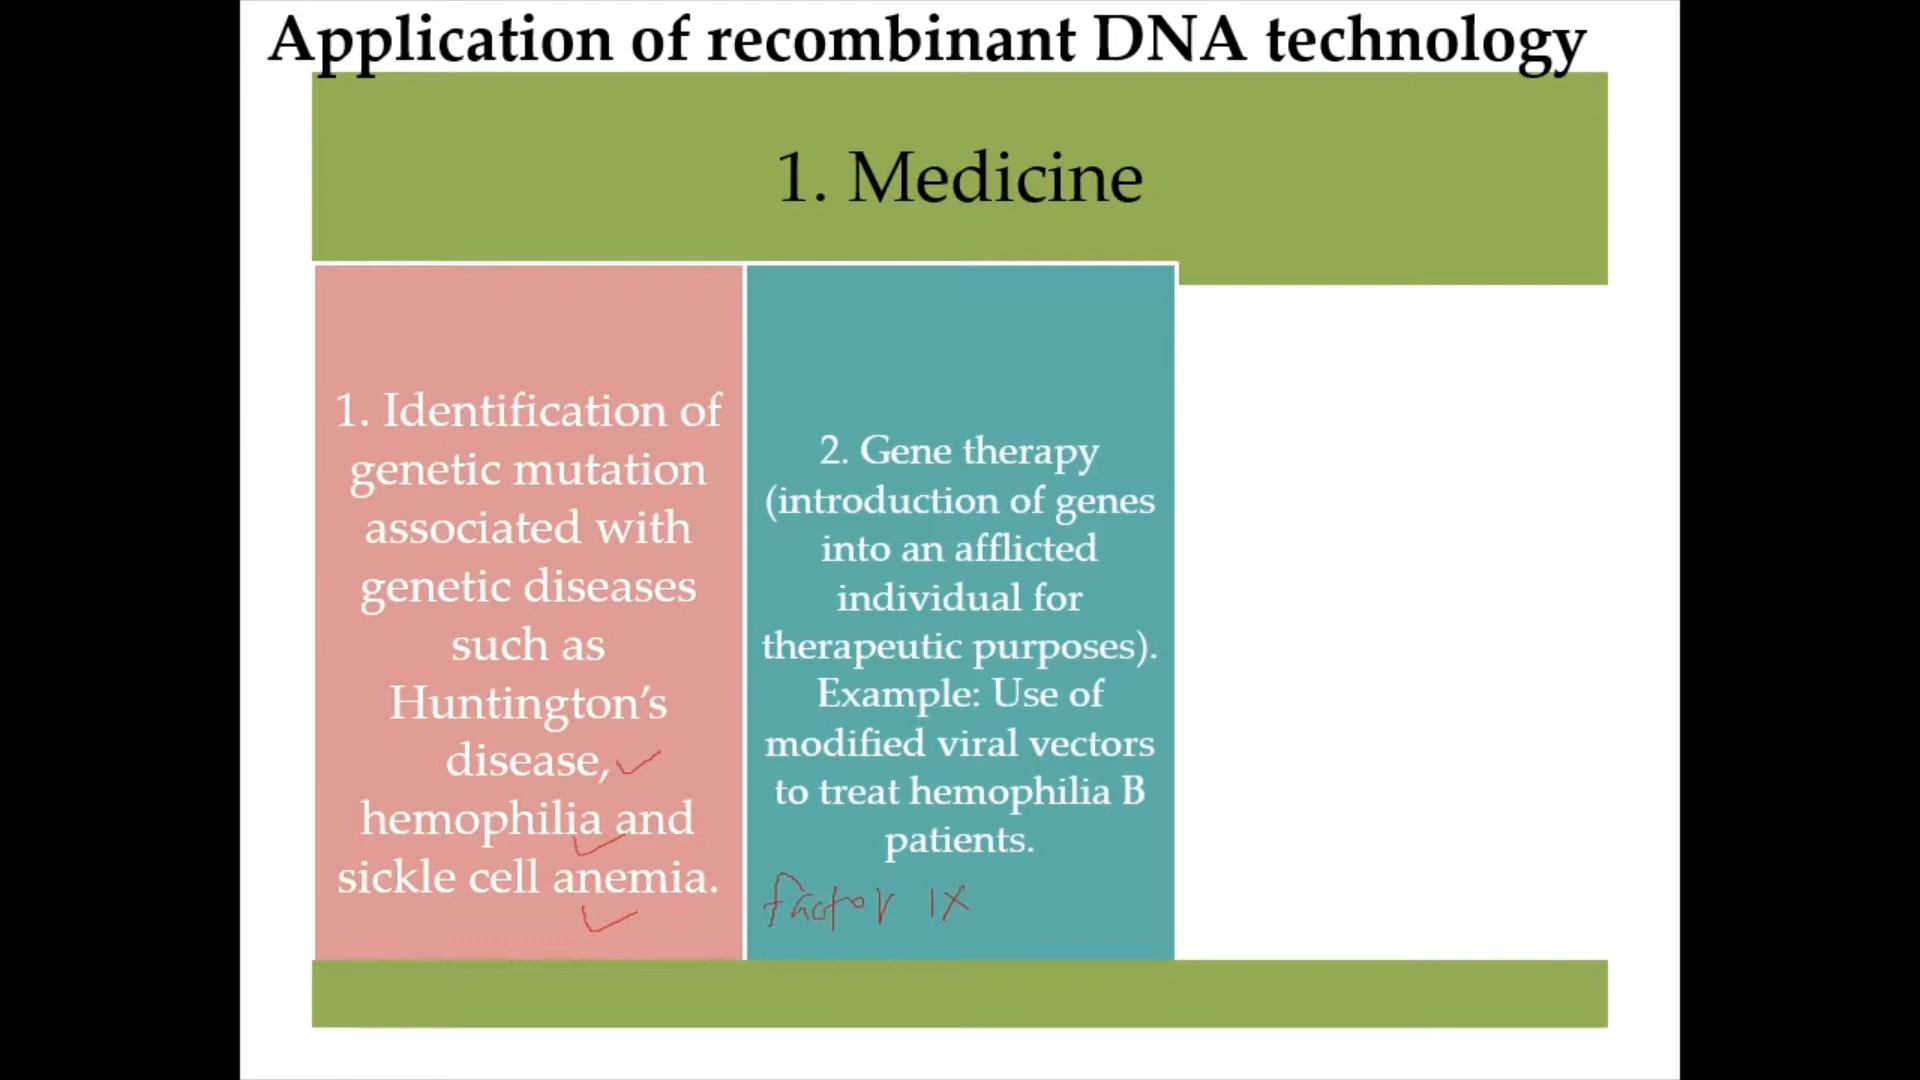 Application of recombinant DNA technology
1. Medicine
1. Identification of
genetic mutation
associated with
genetic diseases
such as
Huntington’s
disease,
hemophilia and
sickle cell anemia.
2. Gene therapy
(introduction of genes
into an afflicted
individual for
therapeutic purposes).
Example: Use of
modified viral vectors
to treat hemophilia B
patients.
factor IX